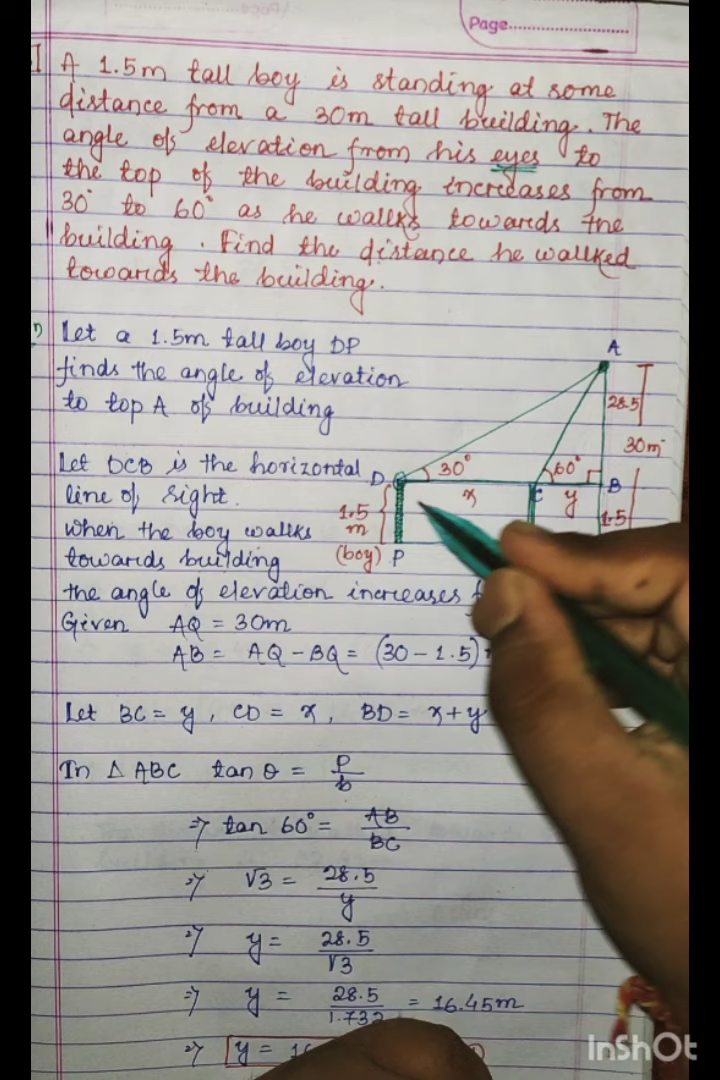 Page
A 1.5m tall boy is standing at some
distance from a 30m tall building. The
angle of elevation from his eyes to
the top of the building increases from
30° to 60° as he wallks towards the
building. Find the distance he wallked
towards the building.
Let a 1.5m tall boy DP
finds the angle of elevation
to top A of building
Let DCB is the horizontal
line of sight.
when the boy wallks
towards building
the angle of elevation increases
A
28.5
30m
D 30° C 60° B
x y
1.5 m
1.5
(boy) P
Given AQ = 30m
AB = AQ - BQ = (30 - 1.5)
Let BC = y, CD = x, BD = x + y
In △ ABC tan θ = P/b
⇒ tan 60° = AB/BC
⇒ √3 = 28.5/y
⇒ y = 28.5/√3
⇒ y = 28.5/1.732 = 16.45m
⇒ y =
InShOt